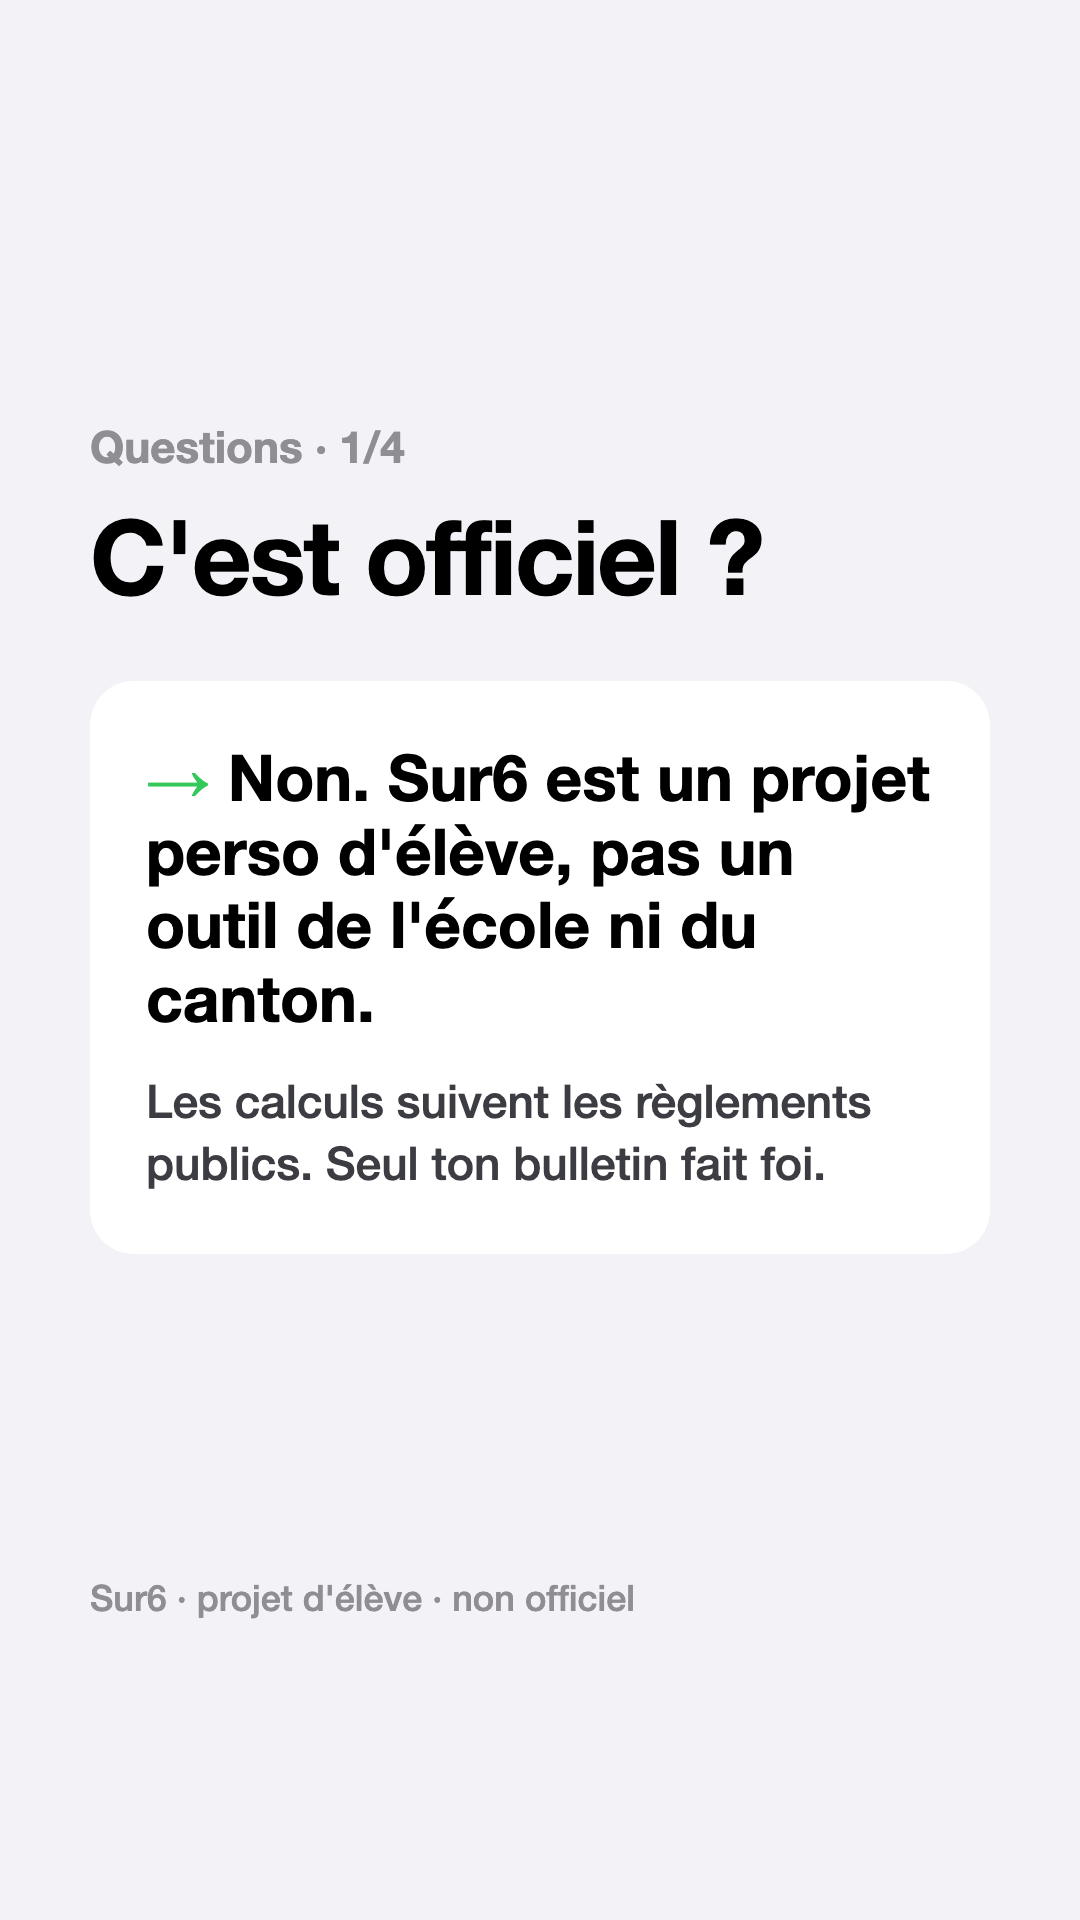 Questions · 1/4
C'est officiel ?
→ Non. Sur6 est un projet
perso d'élève, pas un
outil de l'école ni du
canton.
Les calculs suivent les règlements
publics. Seul ton bulletin fait foi.
Sur6 · projet d'élève · non officiel